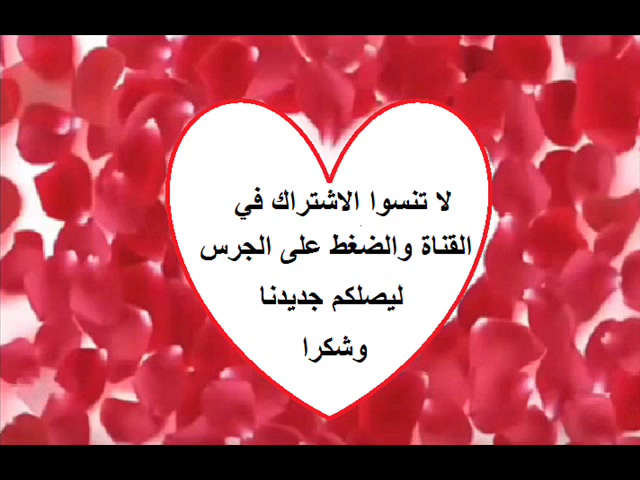 لا تنسوا الاشتراك في
القناة والضغط على الجرس
ليصلكم جديدنا
وشكرا